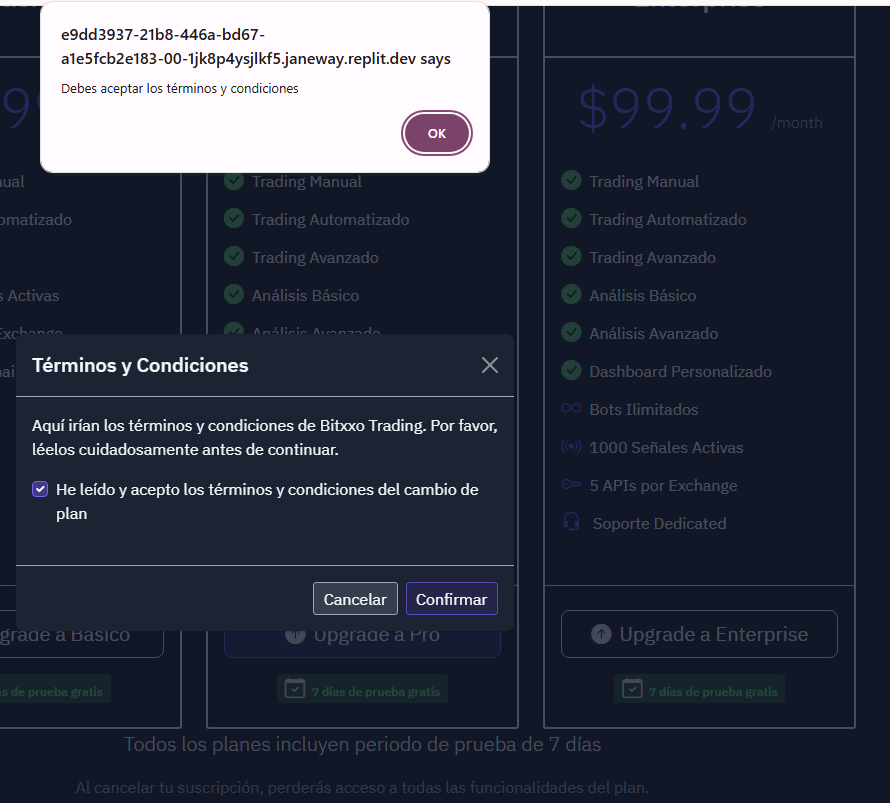 Enterprise
e9dd3937-21b8-446a-bd67-
a1e5fcb2e183-00-1jk8p4ysjlkf5.janeway.replit.dev says
Debes aceptar los términos y condiciones
OK
$99.99 /month
Trading Manual
Trading Automatizado
Trading Avanzado
Análisis Básico
Análisis Avanzado
Trading Manual
Trading Automatizado
Trading Avanzado
Análisis Básico
Análisis Avanzado
Dashboard Personalizado
Bots Ilimitados
1000 Señales Activas
5 APIs por Exchange
Soporte Dedicated
s Activas
Exchange
Términos y Condiciones
Aquí irían los términos y condiciones de Bitxxo Trading. Por favor,
léelos cuidadosamente antes de continuar.
He leído y acepto los términos y condiciones del cambio de
plan
Cancelar
Confirmar
grade a Básico
Upgrade a Pro
Upgrade a Enterprise
as de prueba gratis
7 días de prueba gratis
7 días de prueba gratis
Todos los planes incluyen periodo de prueba de 7 días
Al cancelar tu suscripción, perderás acceso a todas las funcionalidades del plan.